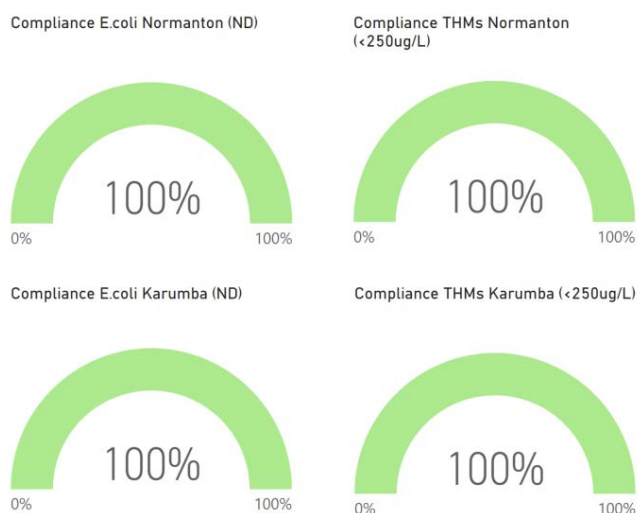 Compliance E.coli Normanton (ND)
100%
0%
100%
Compliance THMs Normanton
(<250ug/L)
100%
0%
100%
Compliance E.coli Karumba (ND)
100%
0%
100%
Compliance THMs Karumba (<250ug/L)
100%
0%
100%